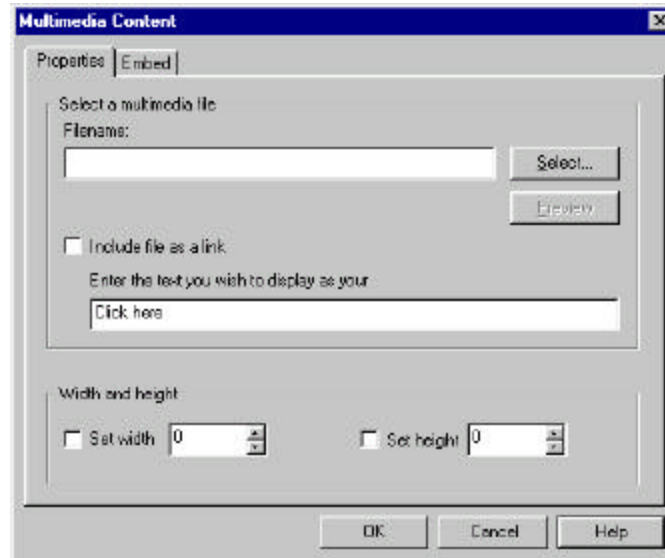 Multimedia Content
Properties Embed
Select a multimedia file
Filename:
Select...
Preview
Include file as a link
Enter the text you wish to display as your
Click here
Width and height
Set width 0 Set height 0
OK Cancel Help